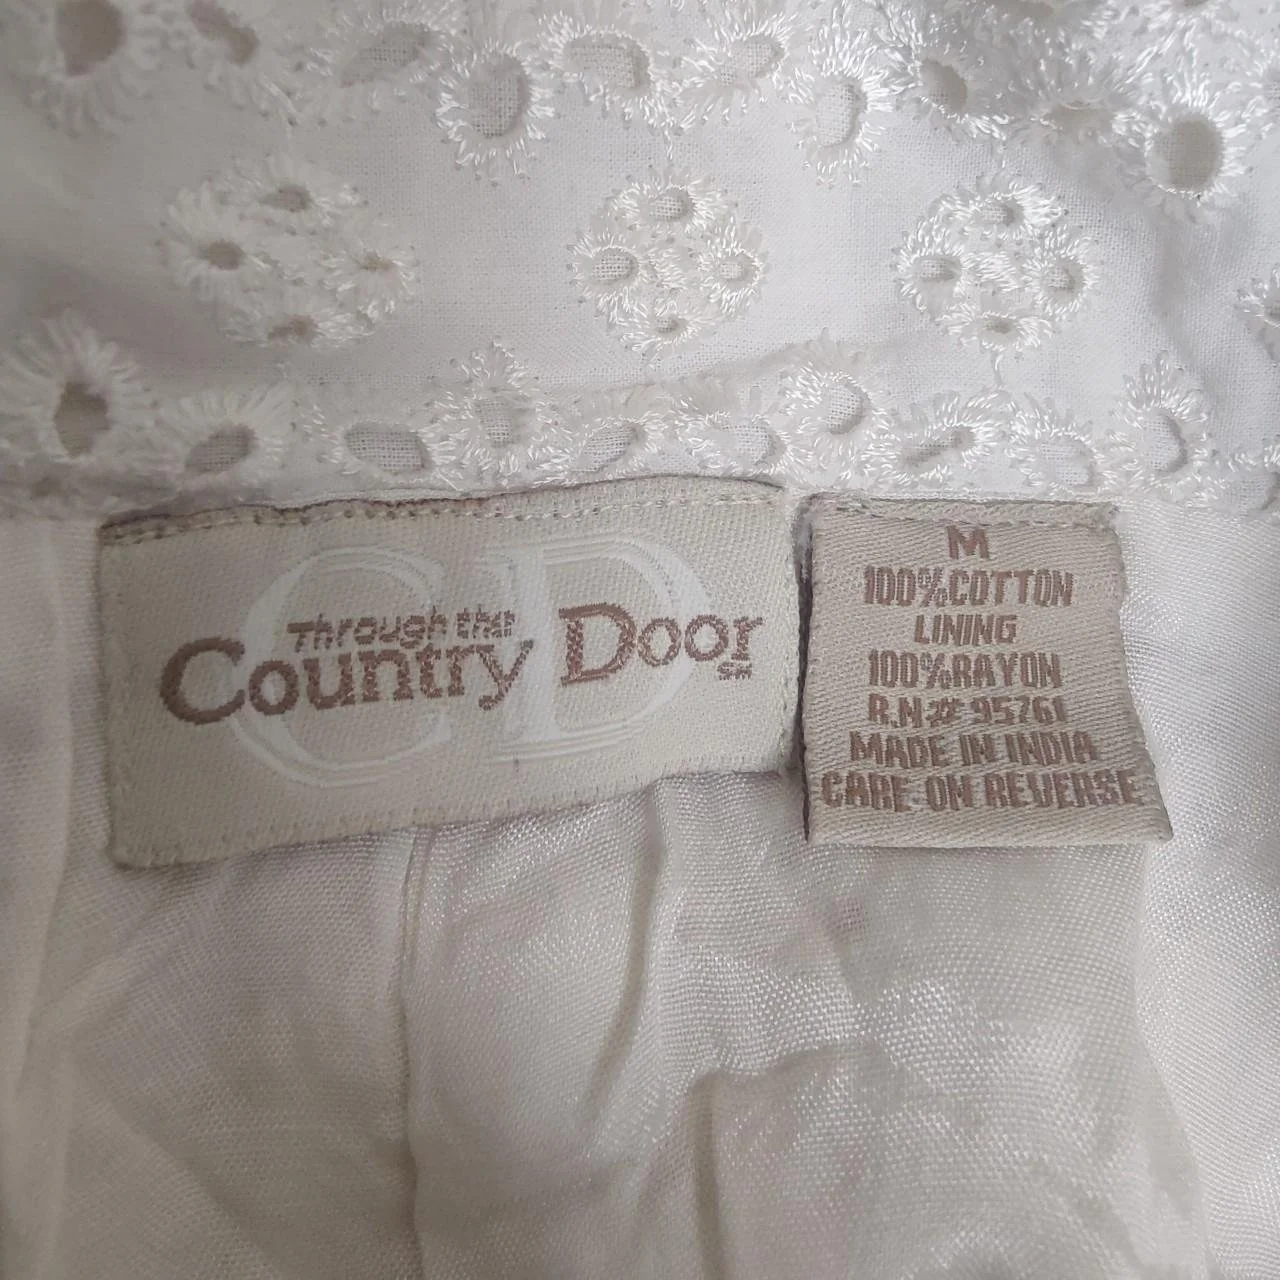 CD
Through the
Country Door
SM
M
100%COTTON
LINING
100%RAYON
R.N# 95761
MADE IN INDIA
CARE ON REVERSE